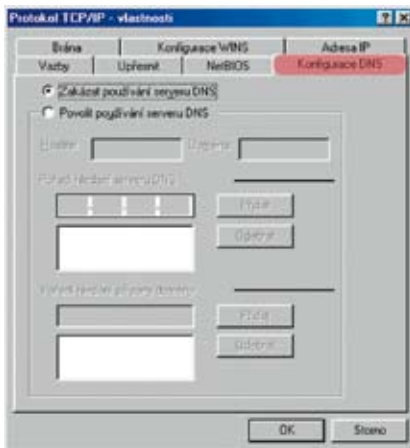 Protokol TCP/IP - vlastnosti
Brána Konfigurace WINS Adresa IP
Vazby Upřesnit NetBIOS Konfigurace DNS
Zakázat používání serveru DNS
Povolit používání serveru DNS
Hostitel: Doména:
Pořadí hledání serverů DNS
Přidat
Odebrat
Pořadí hledání přípony domény
Přidat
Odebrat
OK Storno